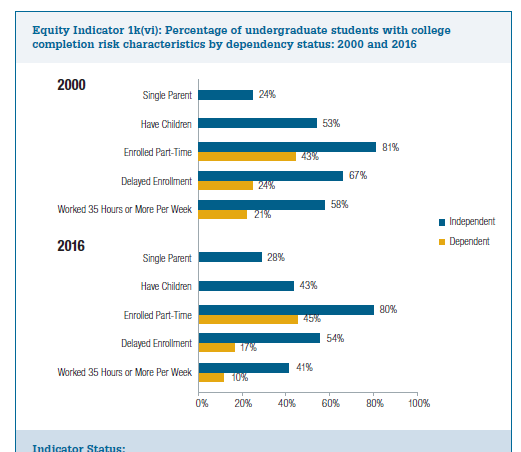 Equity Indicator 1k(vi): Percentage of undergraduate students with college
completion risk characteristics by dependency status: 2000 and 2016
2000
Single Parent 24%
Have Children 53%
Enrolled Part-Time 81%
43%
Delayed Enrollment 67%
24%
Worked 35 Hours or More Per Week 58%
21%
Independent
Dependent
2016
Single Parent 28%
Have Children 43%
Enrolled Part-Time 80%
45%
Delayed Enrollment 54%
17%
Worked 35 Hours or More Per Week 41%
10%
0% 20% 40% 60% 80% 100%
Indicator Status: